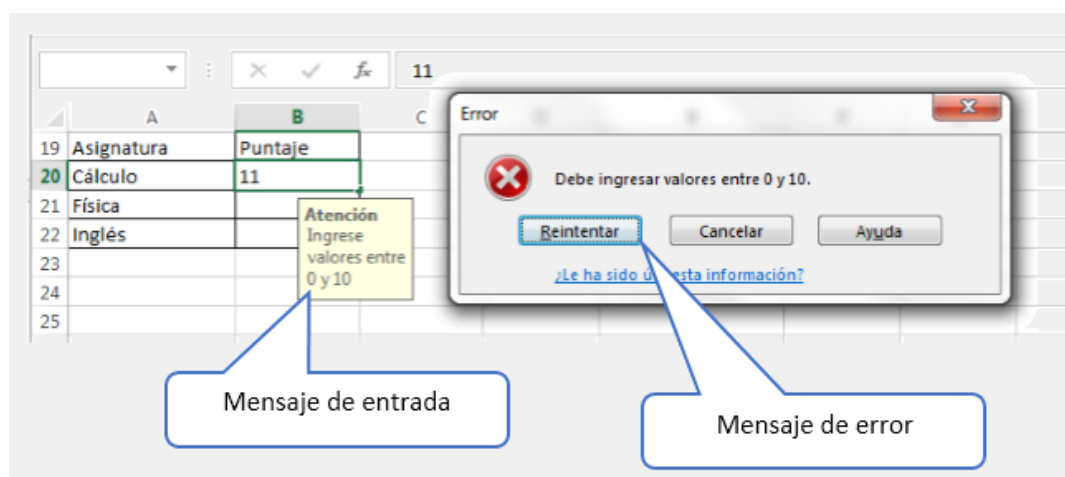 fx 11
A B C
19 Asignatura Puntaje
20 Cálculo 11
21 Física
22 Inglés
23
24
25
Atención
Ingrese
valores entre
0 y 10
Error
Debe ingresar valores entre 0 y 10.
Reintentar Cancelar Ayuda
¿Le ha sido esta información?
Mensaje de entrada
Mensaje de error